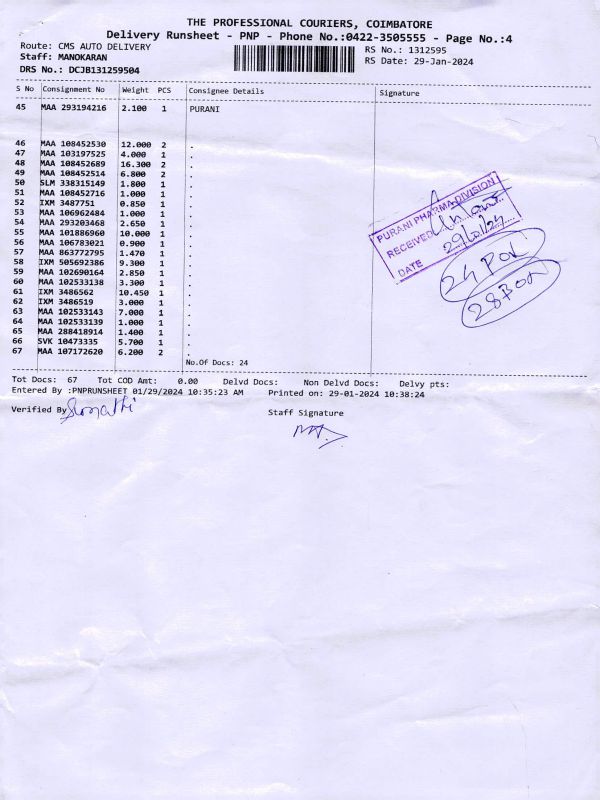 THE PROFESSIONAL COURIERS, COIMBATORE
Delivery Runsheet - PNP - Phone No.:0422-3505555 - Page No.:4
Route: CMS AUTO DELIVERY
RS No.: 1312595
Staff: MANOKARAN
RS Date: 29-Jan-2024
DRS No.: DCJB131259504
S No Consignment No Weight PCS Consignee Details Signature
45 MAA 293194216 2.100 1 PURANI
46 MAA 108452530 12.000 2 .
47 MAA 103197525 4.000 1 .
48 MAA 108452689 16.300 2 .
49 MAA 108452514 6.800 2 .
50 SLM 338315149 1.800 1 .
51 MAA 108452716 1.000 1 .
52 IXM 3487751 0.850 1 .
53 MAA 106962484 1.000 1 .
54 MAA 293203468 2.650 1 .
55 MAA 101886960 10.000 1 .
56 MAA 106783021 0.900 1 .
57 MAA 863772795 1.470 1 .
58 IXM 505692386 9.300 1 .
59 MAA 102690164 2.850 1 .
60 MAA 102533138 3.300 1 .
61 IXM 3486562 10.450 1 .
62 IXM 3486519 3.000 1 .
63 MAA 102533143 7.000 1 .
64 MAA 102533139 1.000 1 .
65 MAA 288418914 1.400 1 .
66 SVK 10473335 5.700 1 .
67 MAA 107172620 6.200 2 .
No.Of Docs: 24
PURANI PHARMA DIVISION
RECEIVED
DATE 29/01/24
24 POD
28 BOX
Tot Docs: 67 Tot COD Amt: 0.00 Delvd Docs: Non Delvd Docs: Delvy pts:
Entered By :PNPRUNSHEET 01/29/2024 10:35:23 AM Printed on: 29-01-2024 10:38:24
Verified By Sumathi
Staff Signature